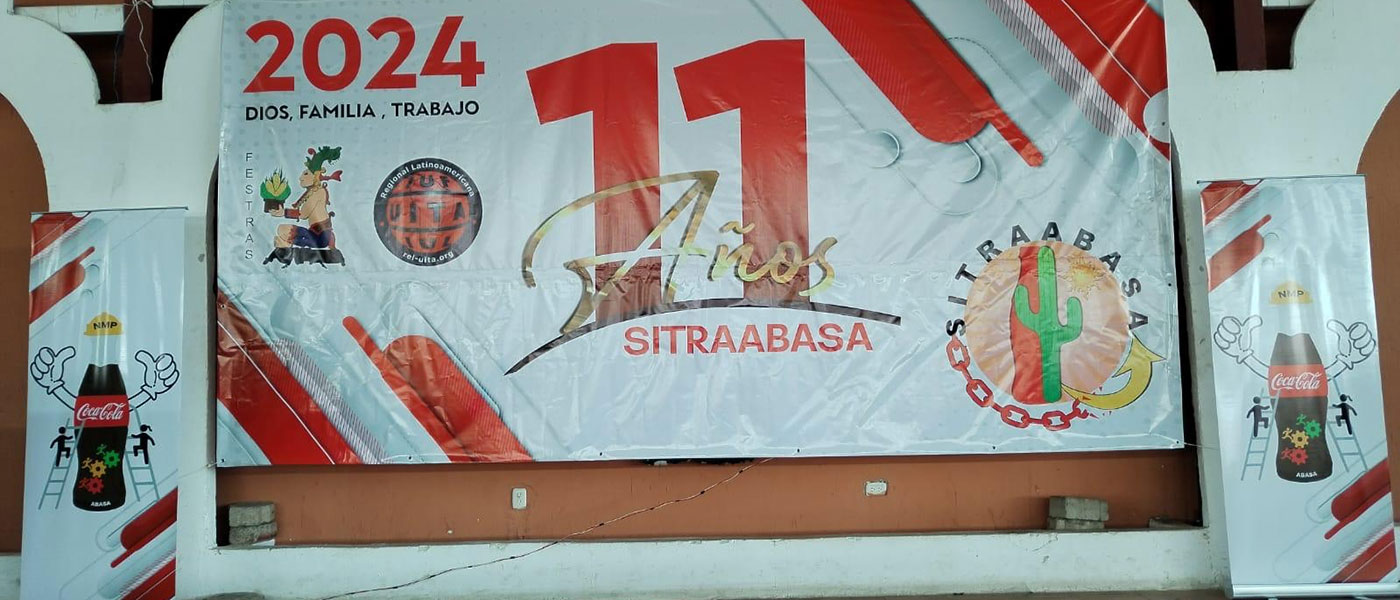 2024
DIOS, FAMILIA , TRABAJO
FESTRAS
Regional Latinoamericana
UITA
rel-uita.org
11
Años
SITRAABASA
SITRAABASA
NMP
Coca-Cola
ABASA
NMP
Coca-Cola
ABASA